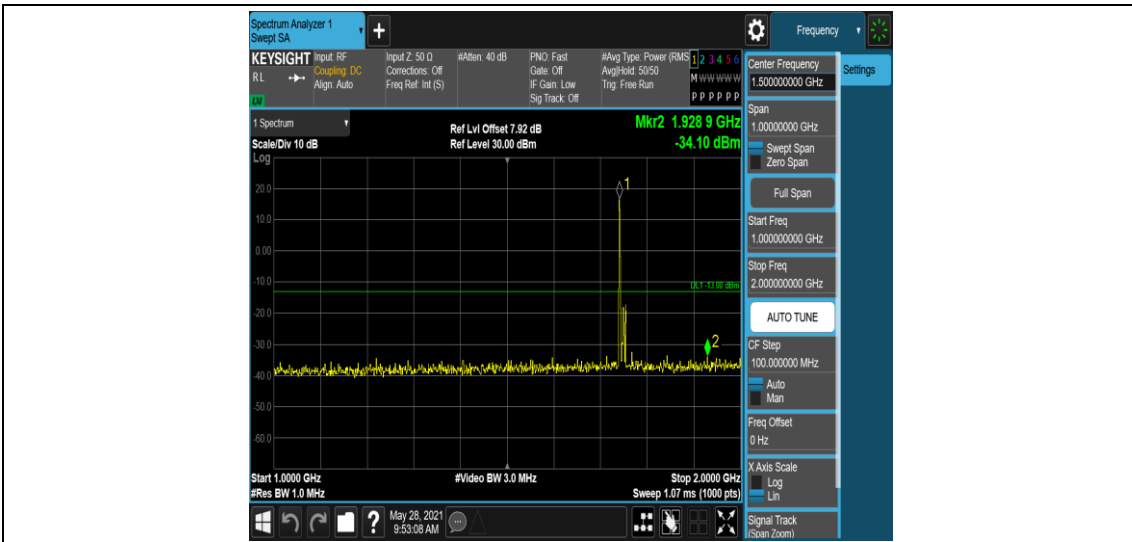 Spectrum Analyzer 1
Swept SA
Frequency
KEYSIGHT
RL
LXI
Input: RF
Coupling: DC
Align: Auto
Input Z: 50 Ω
Corrections: Off
Freq Ref: Int (S)
#Atten: 40 dB
PNO: Fast
Gate: Off
IF Gain: Low
Sig Track: Off
#Avg Type: Power (RMS
Avg|Hold: 50/50
Trig: Free Run
1 2 3 4 5 6
M W W W W W
P P P P P P
1 Spectrum
Scale/Div 10 dB
Log
Ref Lvl Offset 7.92 dB
Ref Level 30.00 dBm
Mkr2 1.928 9 GHz
-34.10 dBm
20.0
10.0
0.00
-10.0
-20.0
-30.0
-40.0
-50.0
-60.0
1
DL1 -13.00 dBm
2
Start 1.0000 GHz
#Res BW 1.0 MHz
#Video BW 3.0 MHz
Stop 2.0000 GHz
Sweep 1.07 ms (1000 pts)
?
May 28, 2021
9:53:08 AM
Center Frequency
1.500000000 GHz
Settings
Span
1.00000000 GHz
Swept Span
Zero Span
Full Span
Start Freq
1.000000000 GHz
Stop Freq
2.000000000 GHz
AUTO TUNE
CF Step
100.000000 MHz
Auto
Man
Freq Offset
0 Hz
X Axis Scale
Log
Lin
Signal Track
(Span Zoom)